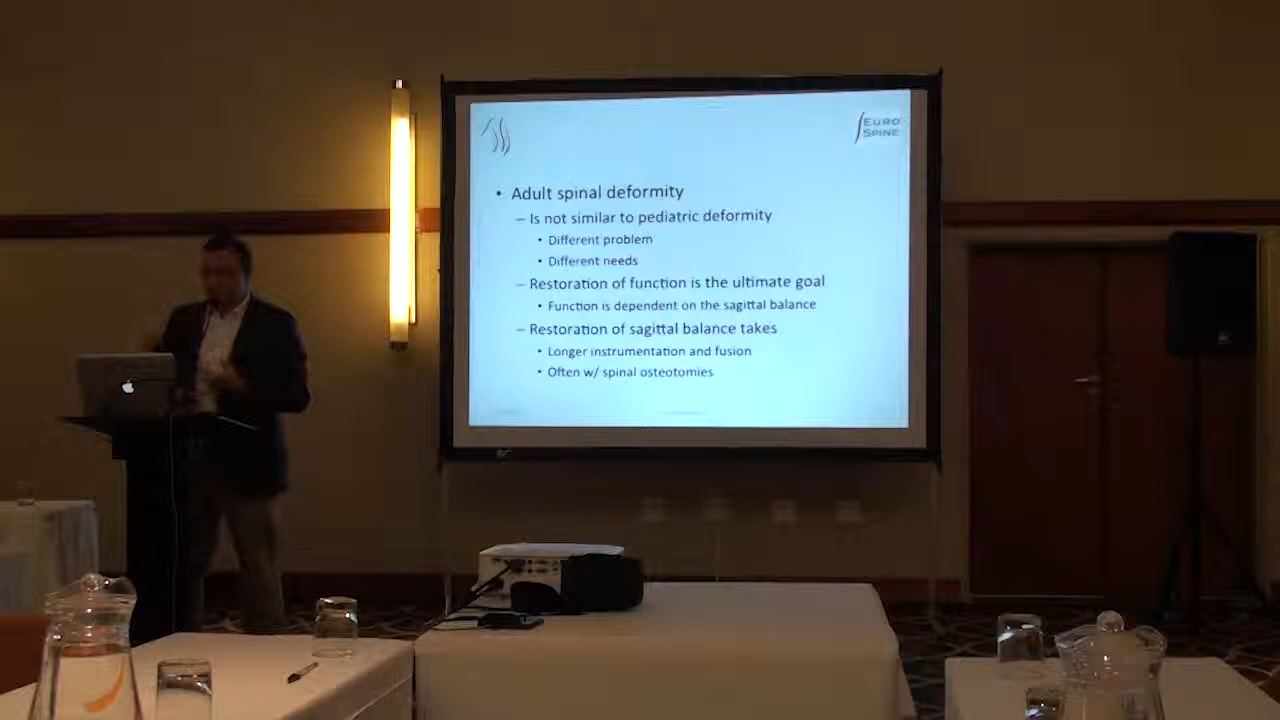 EURO
SPINE
• Adult spinal deformity
– Is not similar to pediatric deformity
• Different problem
• Different needs
– Restoration of function is the ultimate goal
• Function is dependent on the sagittal balance
– Restoration of sagittal balance takes
• Longer instrumentation and fusion
• Often w/ spinal osteotomies